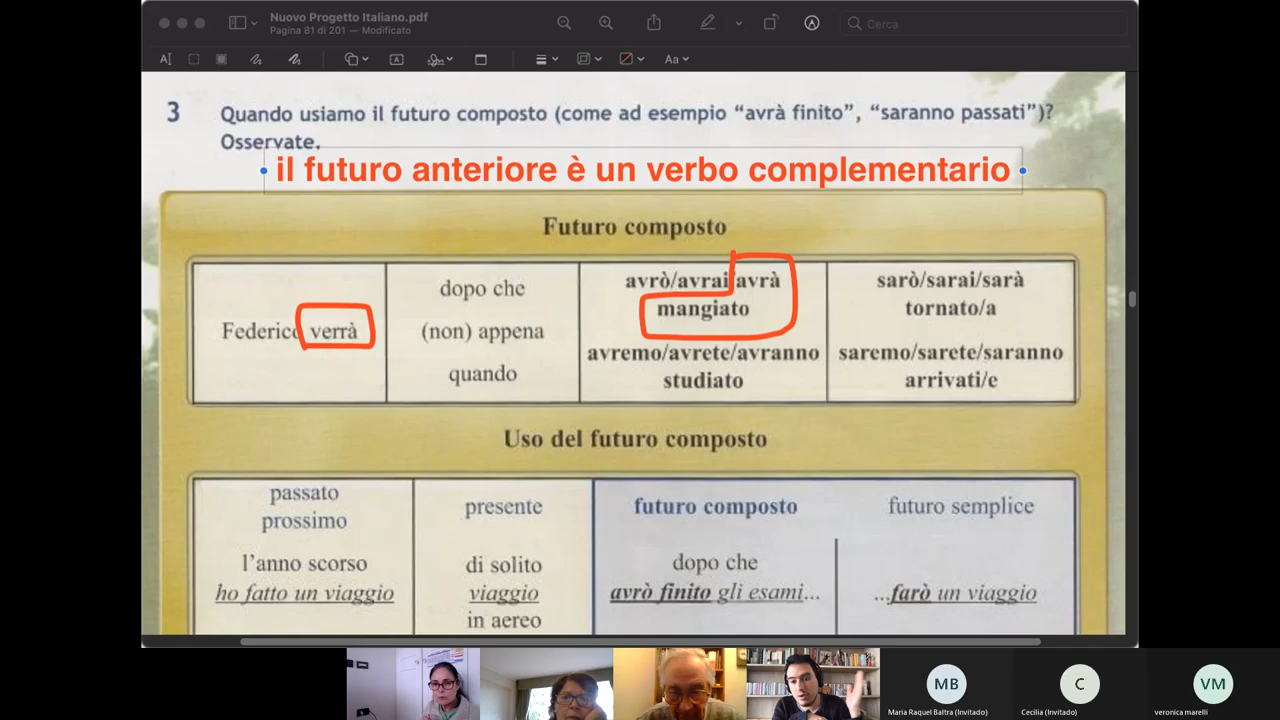 Nuovo Progetto Italiano.pdf
Pagina 81 di 201 — Modificato
Cerca
Aa
3 Quando usiamo il futuro composto (come ad esempio “avrà finito”, “saranno passati”)?
Osservate.
il futuro anteriore è un verbo complementario
Futuro composto
Federico verrà
dopo che
(non) appena
quando
avrò/avrai/avrà
mangiato
avremo/avrete/avranno
studiato
sarò/sarai/sarà
tornato/a
saremo/sarete/saranno
arrivati/e
Uso del futuro composto
passato
prossimo
l’anno scorso
ho fatto un viaggio
presente
di solito
viaggio
in aereo
futuro composto
dopo che
avrò finito gli esami...
futuro semplice
...farò un viaggio
MB
Maria Raquel Baltra (Invitado)
C
Cecilia (Invitado)
VM
veronica marelli